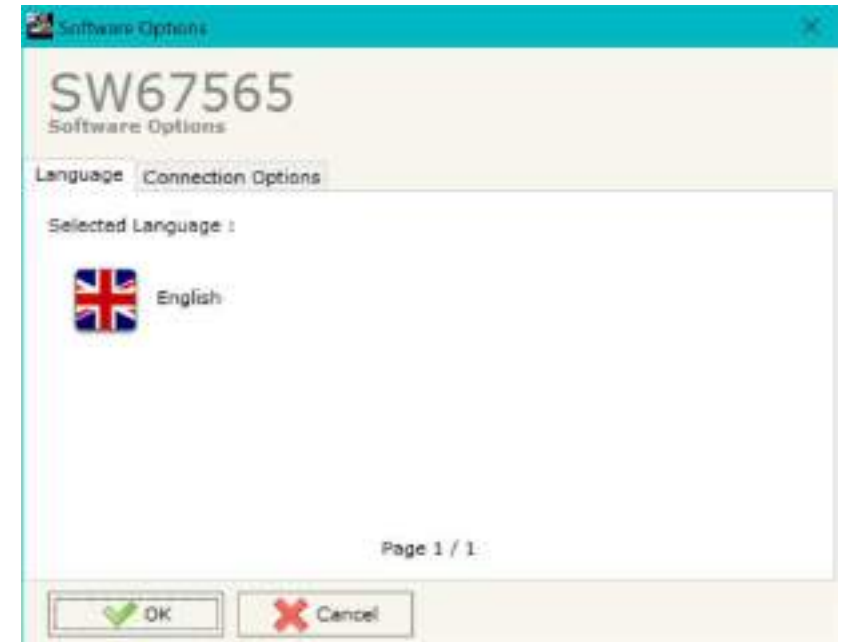 Software Options
SW67565
Software Options
Language Connection Options
Selected Language :
English
Page 1 / 1
OK Cancel